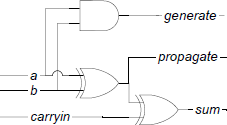 generate
propagate
a
b
carryin
sum